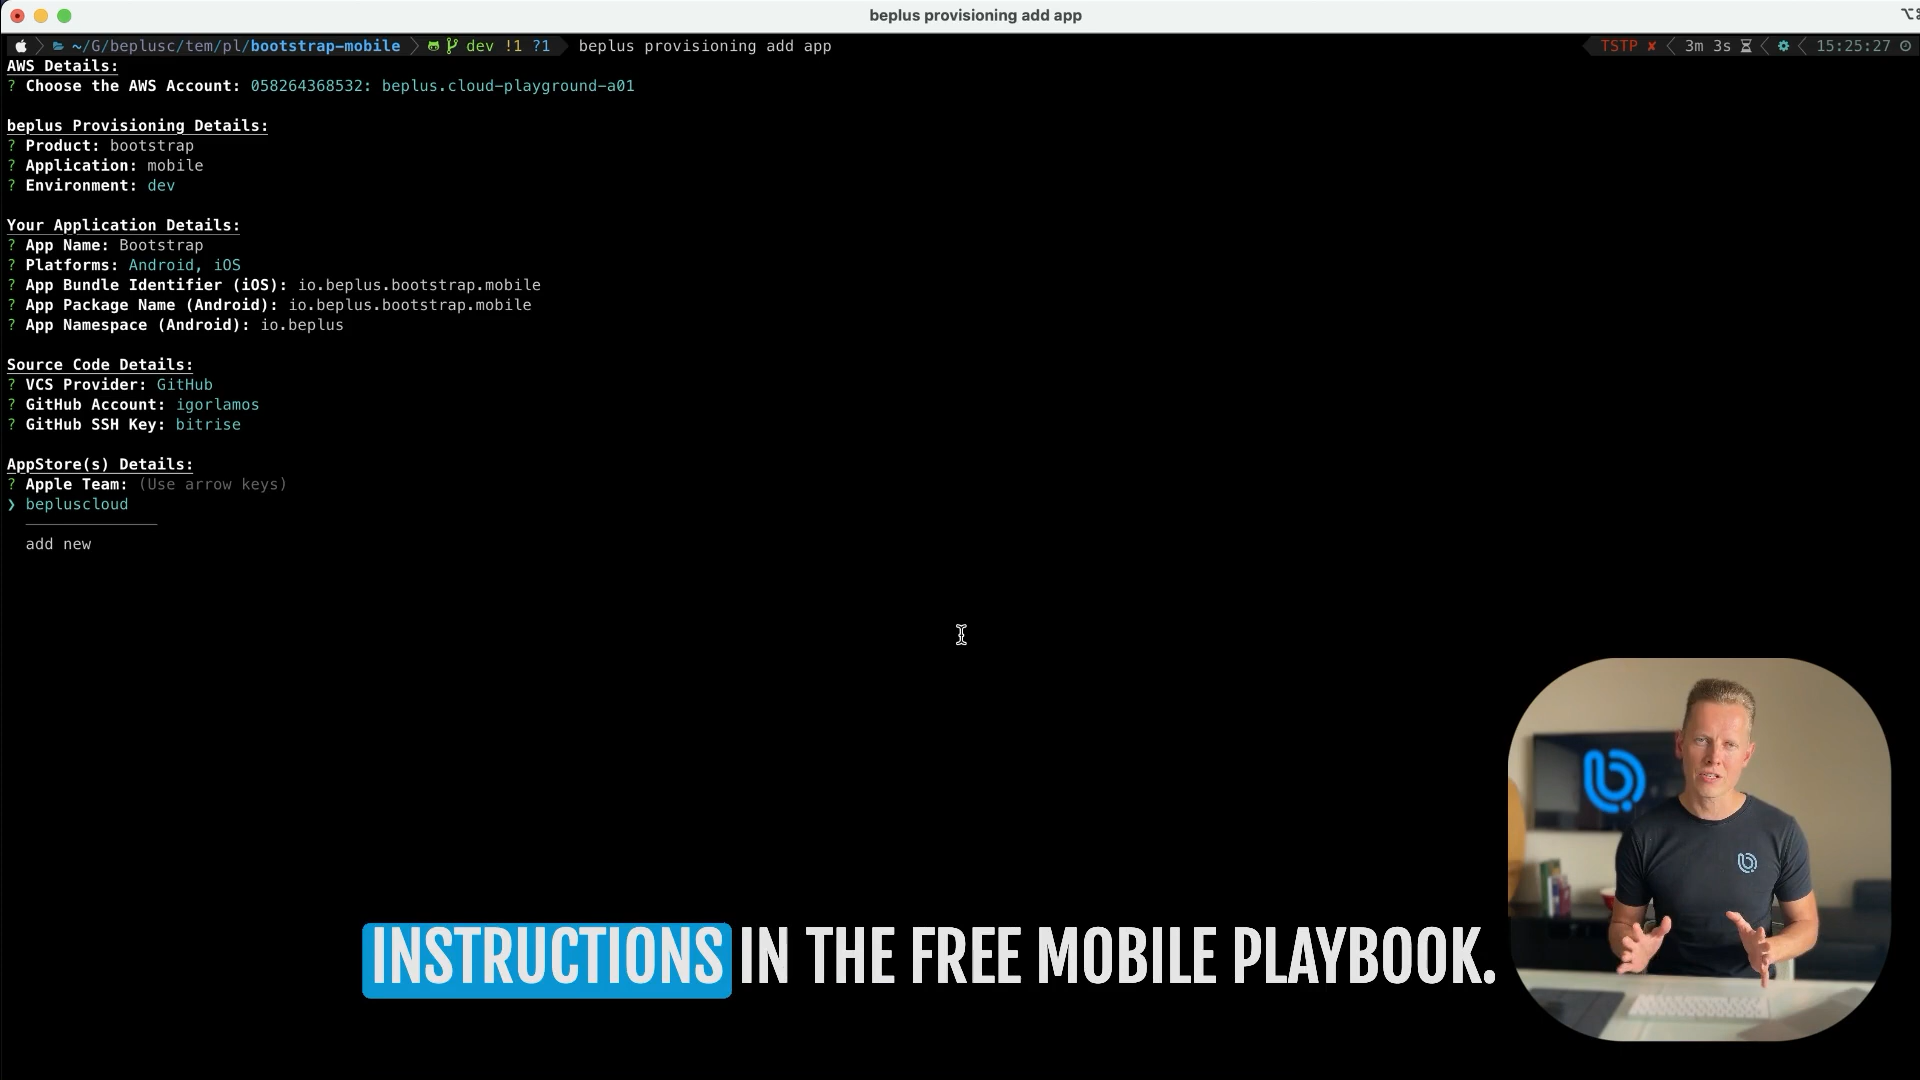 beplus provisioning add app
~/G/beplusc/tem/pl/bootstrap-mobile dev !1 ?1 beplus provisioning add app TSTP ✘ 3m 3s 15:25:27
AWS Details:
? Choose the AWS Account: 058264368532: beplus.cloud-playground-a01
beplus Provisioning Details:
? Product: bootstrap
? Application: mobile
? Environment: dev
Your Application Details:
? App Name: Bootstrap
? Platforms: Android, iOS
? App Bundle Identifier (iOS): io.beplus.bootstrap.mobile
? App Package Name (Android): io.beplus.bootstrap.mobile
? App Namespace (Android): io.beplus
Source Code Details:
? VCS Provider: GitHub
? GitHub Account: igorlamos
? GitHub SSH Key: bitrise
AppStore(s) Details:
? Apple Team: (Use arrow keys)
❯ bepluscloud
add new
INSTRUCTIONS IN THE FREE MOBILE PLAYBOOK.